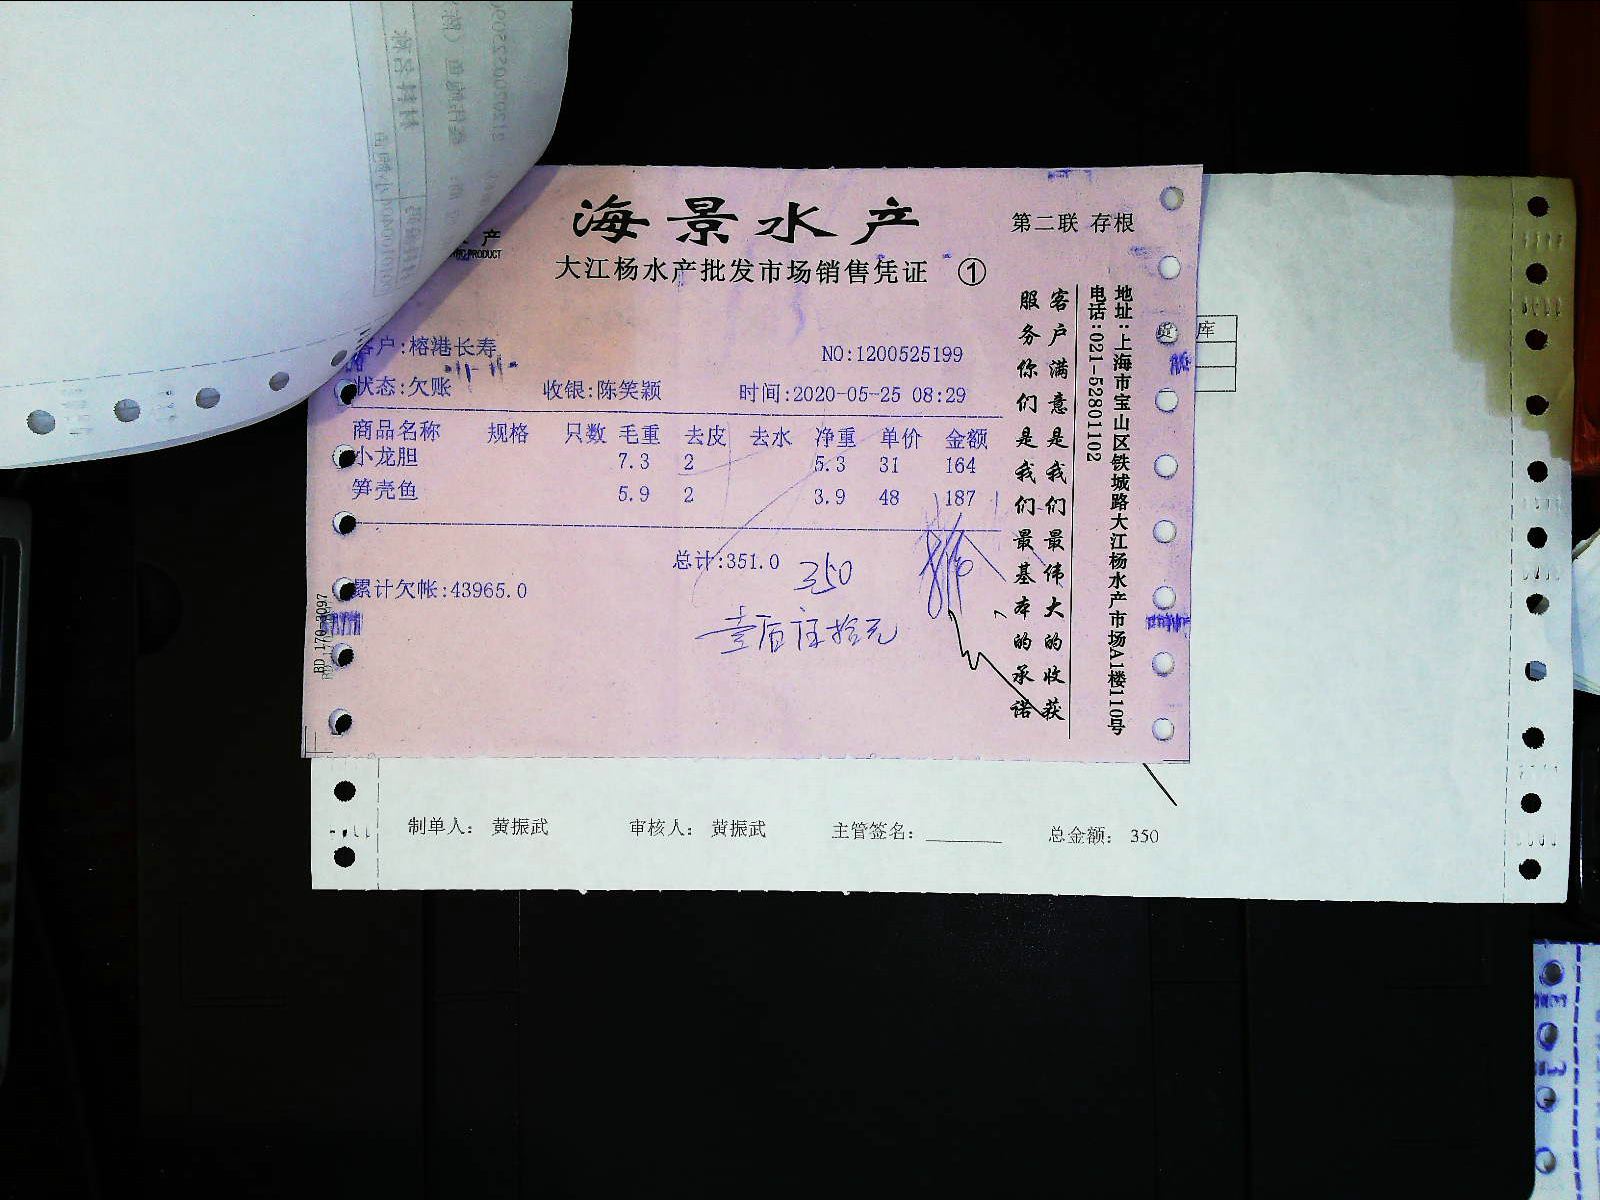 海景水产
第二联 存根
产
PRODUCT
大江杨水产批发市场销售凭证 ①
客户:榕港长寿
NO:1200525199
状态:欠账 收银:陈笑颖 时间:2020-05-25 08:29
商品名称 规格 只数 毛重 去皮 去水 净重 单价 金额
小龙胆 7.3 2 5.3 31 164
笋壳鱼 5.9 2 3.9 48 187
总计:351.0 350
累计欠帐:43965.0
客户满意是我们最伟大的收获
服务你们是我们最基本的承诺
地址:上海市宝山区铁城路大江杨水产市场A1楼110号
电话:021-52801102
库
制单人: 黄振武 审核人: 黄振武 主管签名: 总金额: 350